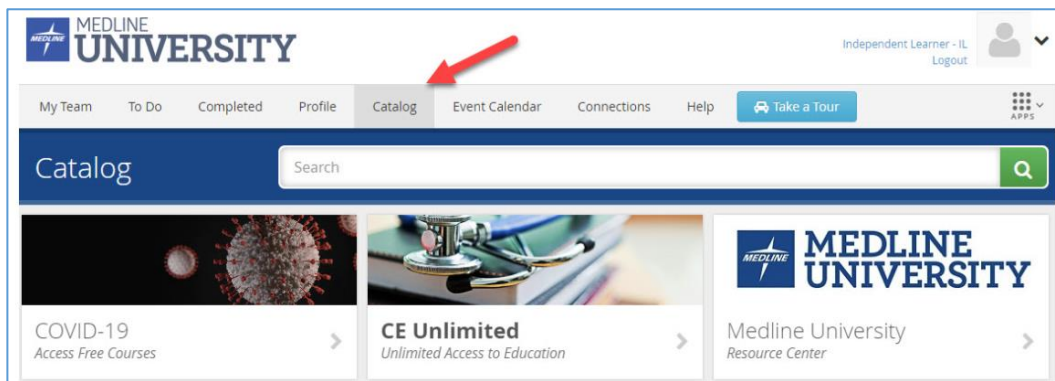 MEDLINE
MEDLINE
UNIVERSITY
Independent Learner - IL
Logout
My Team To Do Completed Profile Catalog Event Calendar Connections Help Take a Tour APPS
Catalog Search
MEDLINE
MEDLINE
UNIVERSITY
COVID-19
Access Free Courses
CE Unlimited
Unlimited Access to Education
Medline University
Resource Center